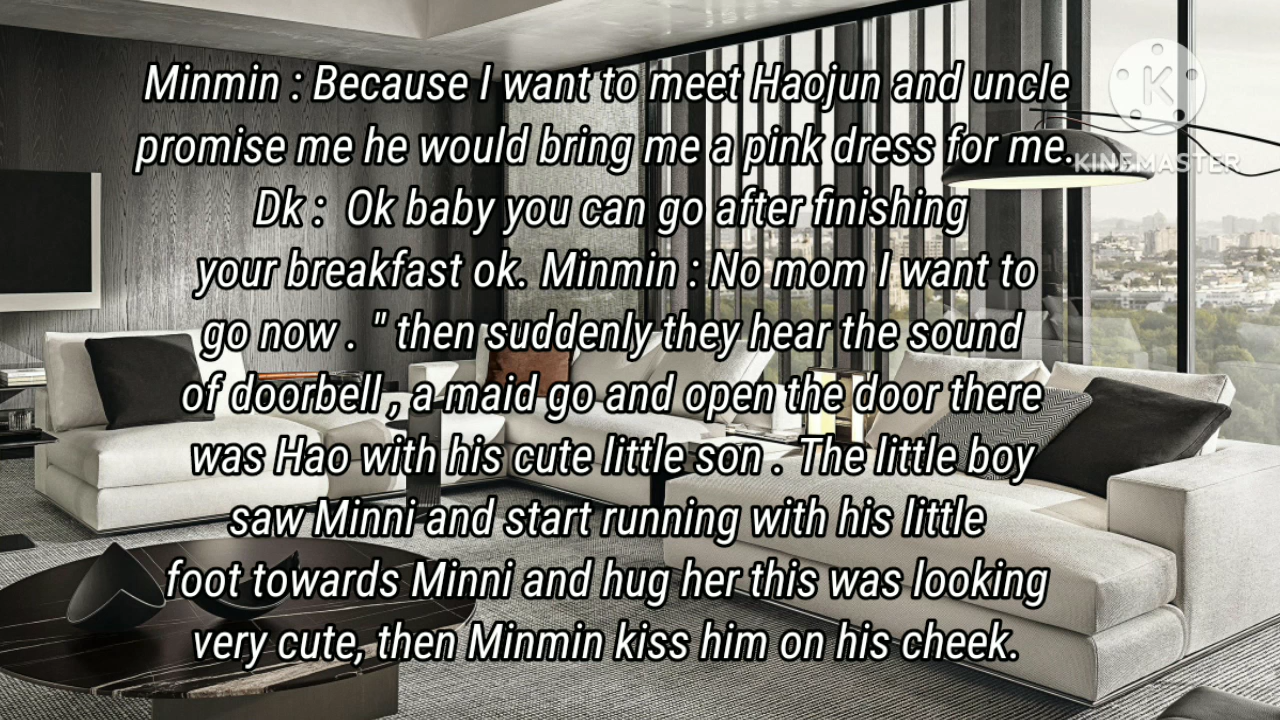 Minmin : Because I want to meet Haojun and uncle
promise me he would bring me a pink dress for me.
Dk : Ok baby you can go after finishing
your breakfast ok. Minmin : No mom I want to
go now . " then suddenly they hear the sound
of doorbell , a maid go and open the door there
was Hao with his cute little son . The little boy
saw Minni and start running with his little
foot towards Minni and hug her this was looking
very cute, then Minmin kiss him on his cheek.
K
KINEMASTER